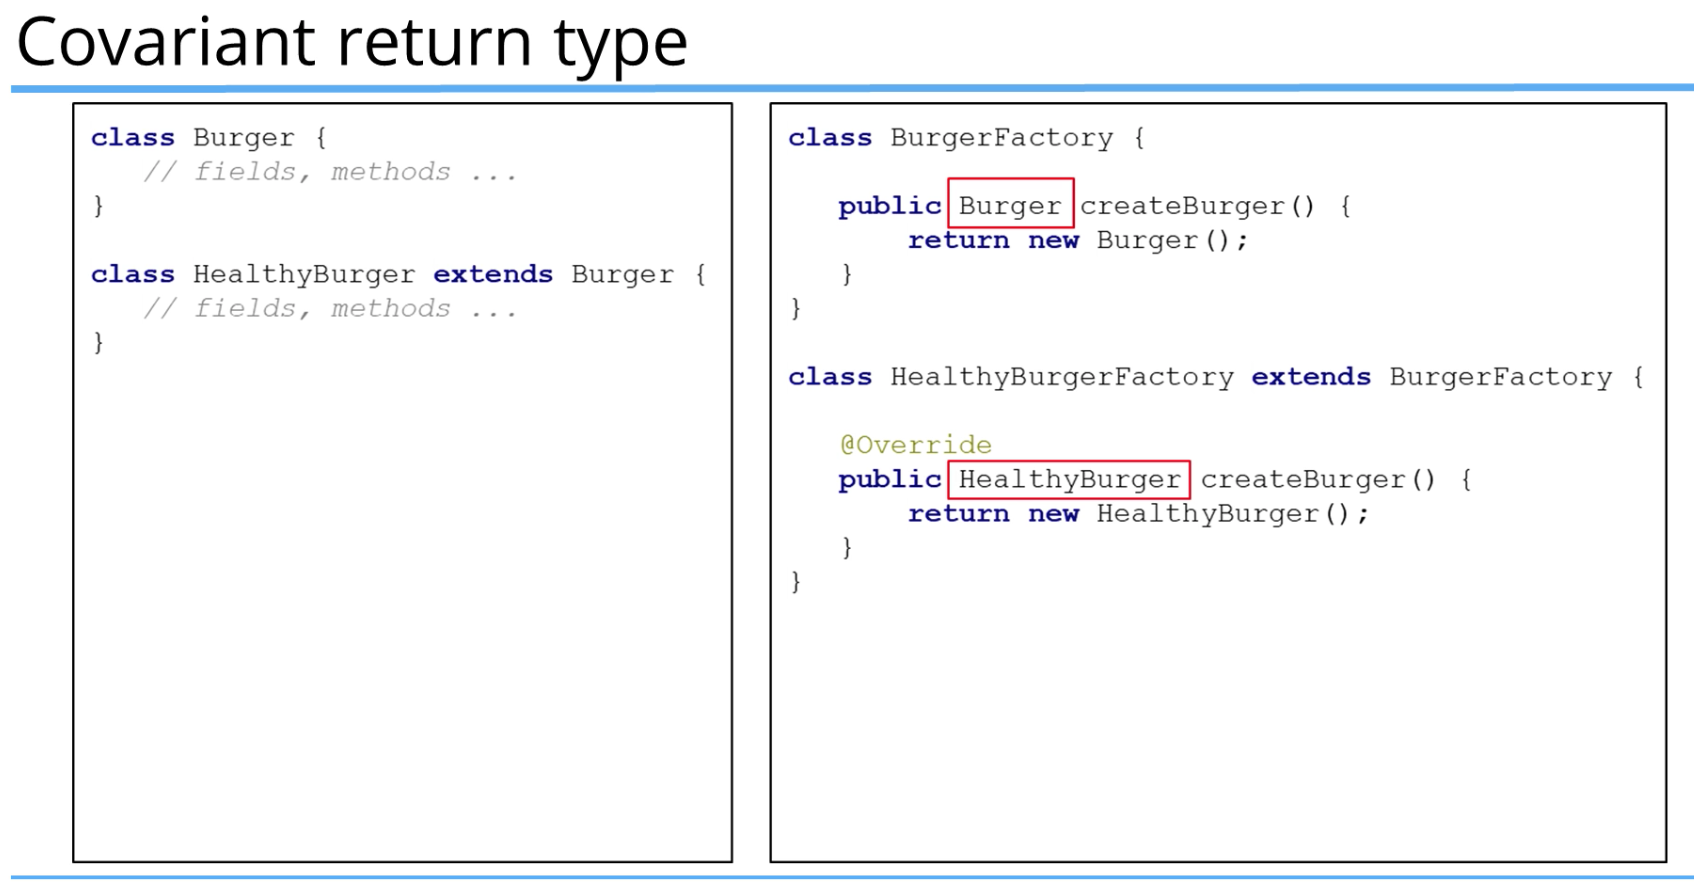 Covariant return type
class Burger {
// fields, methods ...
}
class HealthyBurger extends Burger {
// fields, methods ...
}
class BurgerFactory {
public Burger createBurger() {
return new Burger();
}
}
class HealthyBurgerFactory extends BurgerFactory {
@Override
public HealthyBurger createBurger() {
return new HealthyBurger();
}
}